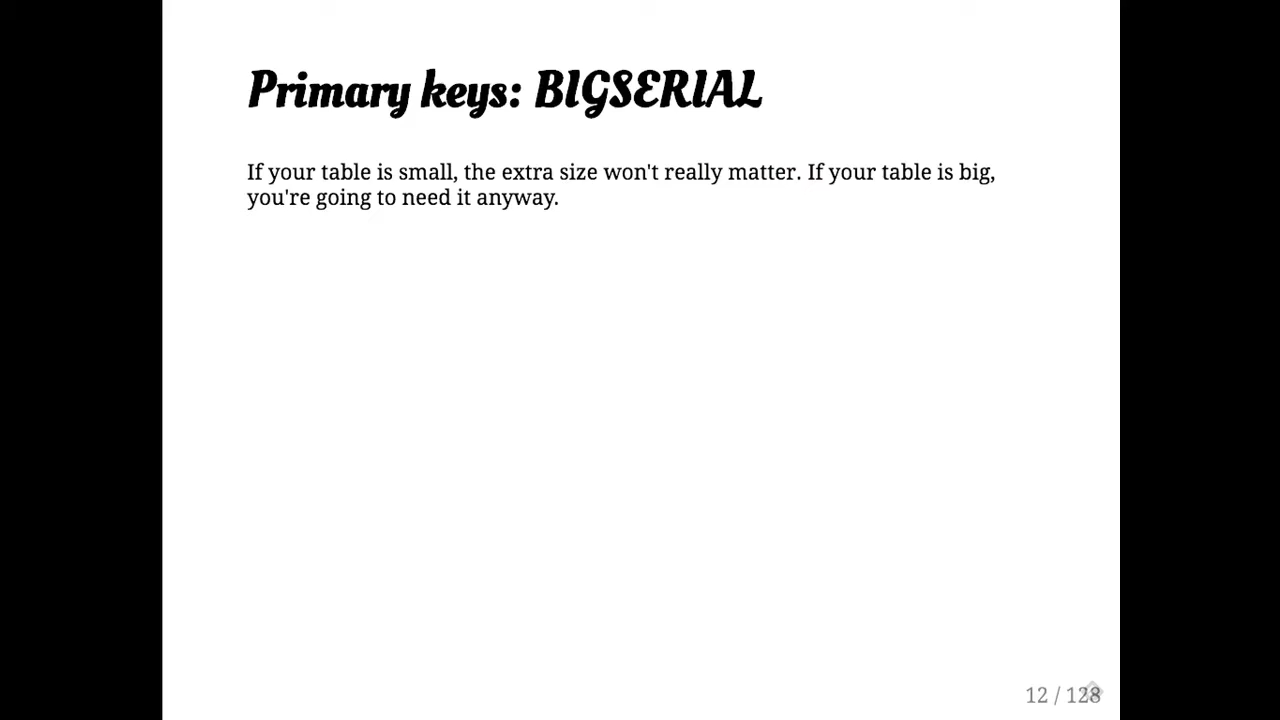 Primary keys: BIGSERIAL
If your table is small, the extra size won't really matter. If your table is big,
you're going to need it anyway.
12 / 128